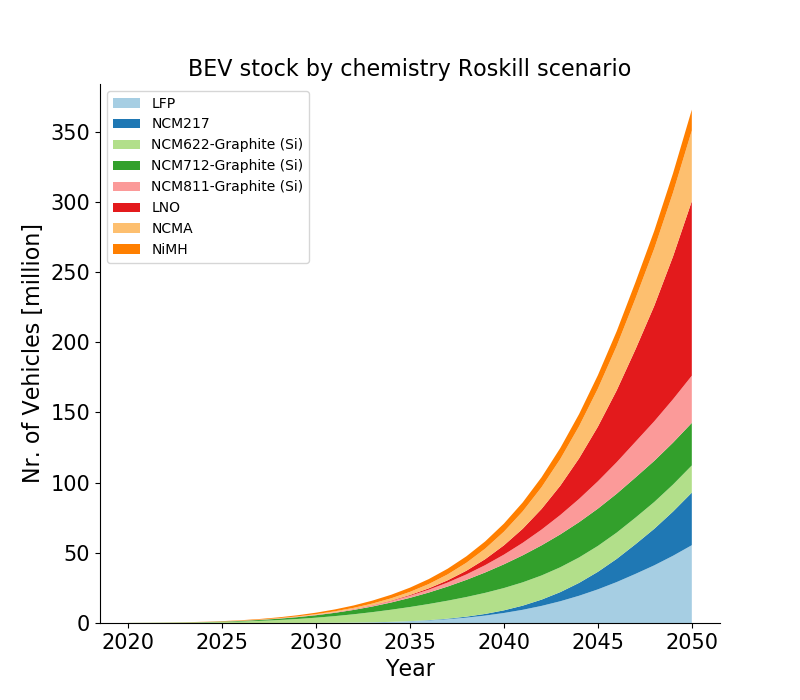 BEV stock by chemistry Roskill scenario
LFP
NCM217
NCM622-Graphite (Si)
NCM712-Graphite (Si)
NCM811-Graphite (Si)
LNO
NCMA
NiMH
Nr. of Vehicles [million]
350
300
250
200
150
100
50
0
2020 2025 2030 2035 2040 2045 2050
Year